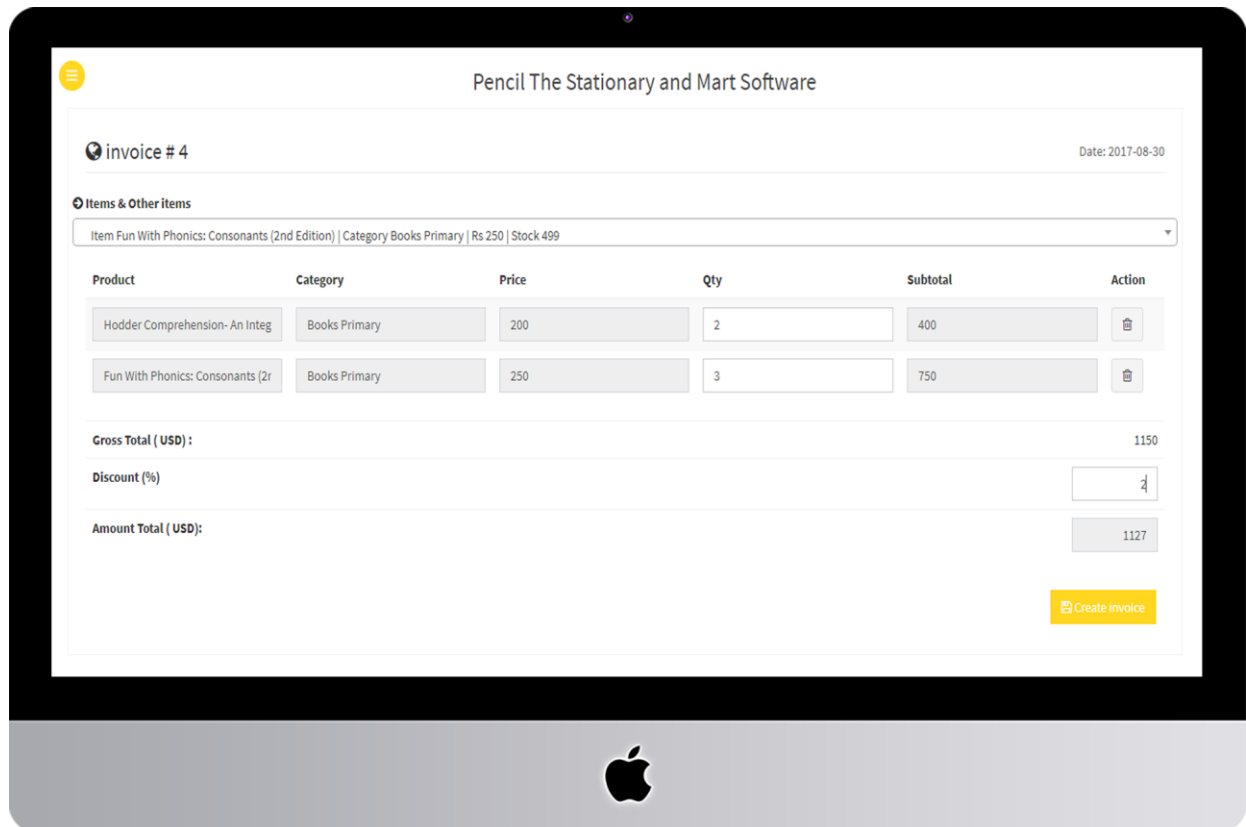 Pencil The Stationary and Mart Software
invoice # 4
Date: 2017-08-30
Items & Other items
Item Fun With Phonics: Consonants (2nd Edition) | Category Books Primary | Rs 250 | Stock 499
Product Category Price Qty Subtotal Action
Hodder Comprehension- An Integ Books Primary 200 2 400
Fun With Phonics: Consonants (2r Books Primary 250 3 750
Gross Total ( USD) : 1150
Discount (%) 2
Amount Total ( USD): 1127
Create invoice